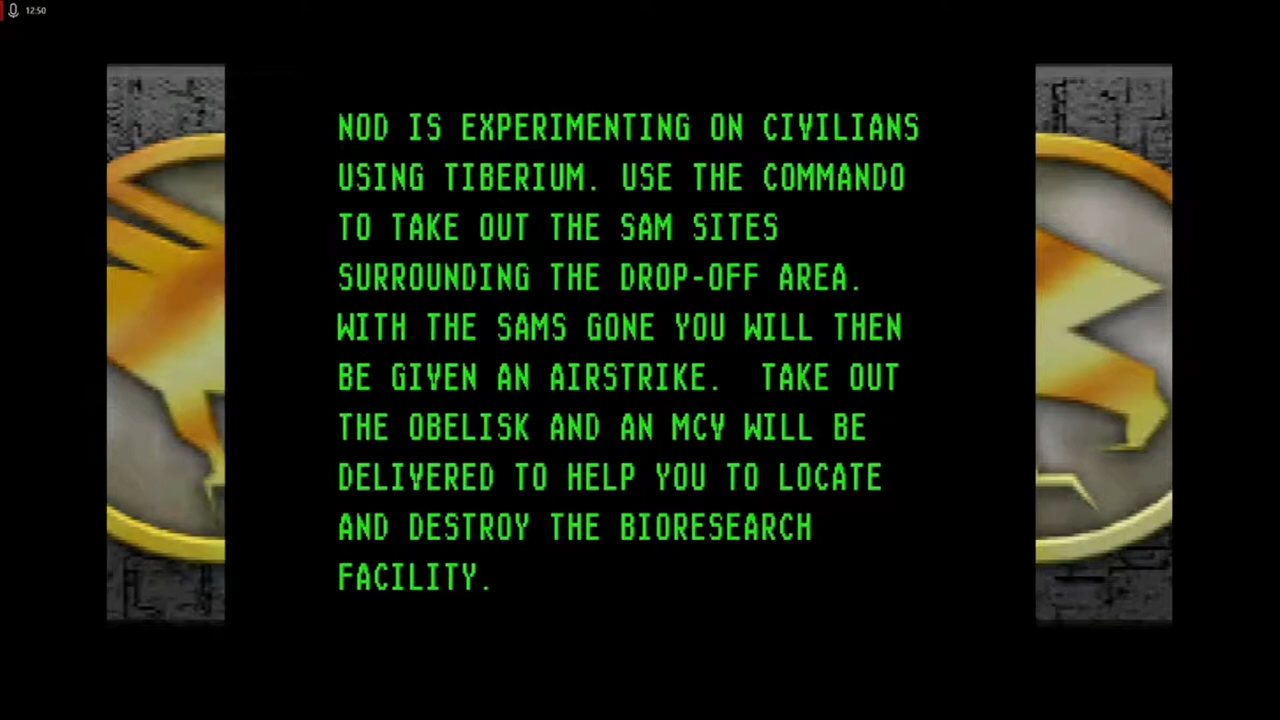 12:50
NOD IS EXPERIMENTING ON CIVILIANS
USING TIBERIUM. USE THE COMMANDO
TO TAKE OUT THE SAM SITES
SURROUNDING THE DROP-OFF AREA.
WITH THE SAMS GONE YOU WILL THEN
BE GIVEN AN AIRSTRIKE.  TAKE OUT
THE OBELISK AND AN MCV WILL BE
DELIVERED TO HELP YOU TO LOCATE
AND DESTROY THE BIORESEARCH
FACILITY.